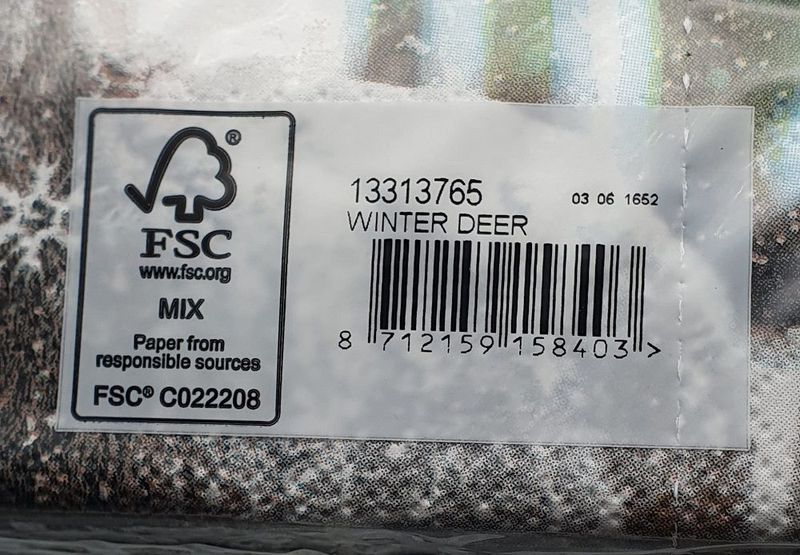 ®
FSC
www.fsc.org
MIX
Paper from
responsible sources
FSC® C022208
13313765 03 06 1652
WINTER DEER
8 712159 158403 >